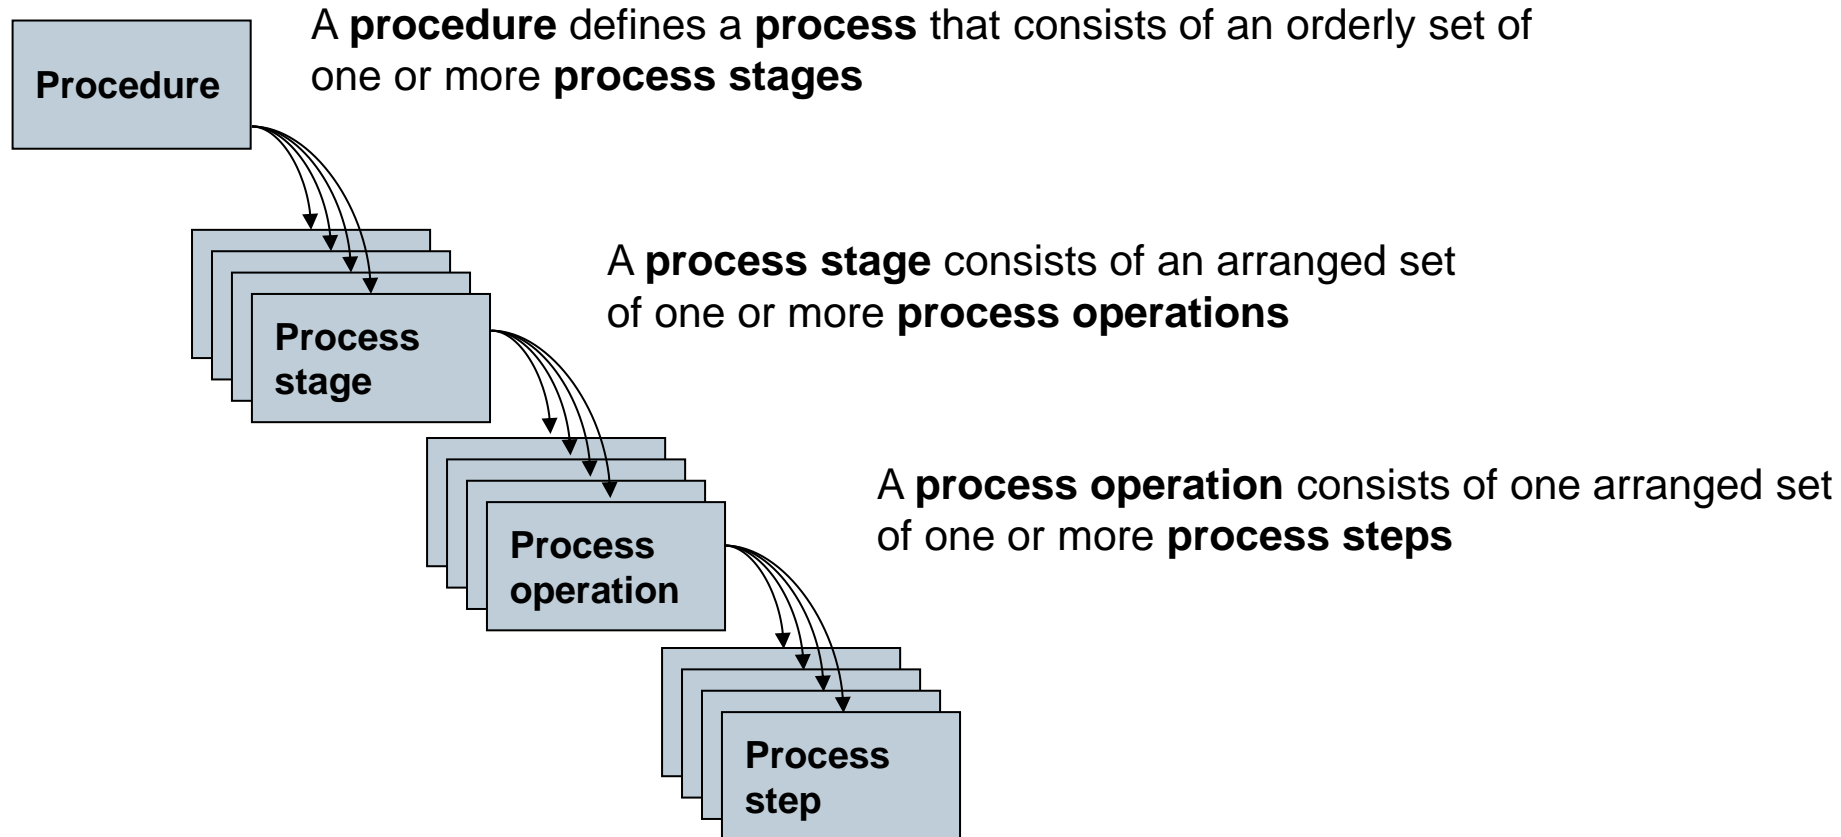 A procedure defines a process that consists of an orderly set of
one or more process stages
Procedure
A process stage consists of an arranged set
of one or more process operations
Process
stage
A process operation consists of one arranged set
of one or more process steps
Process
operation
Process
step